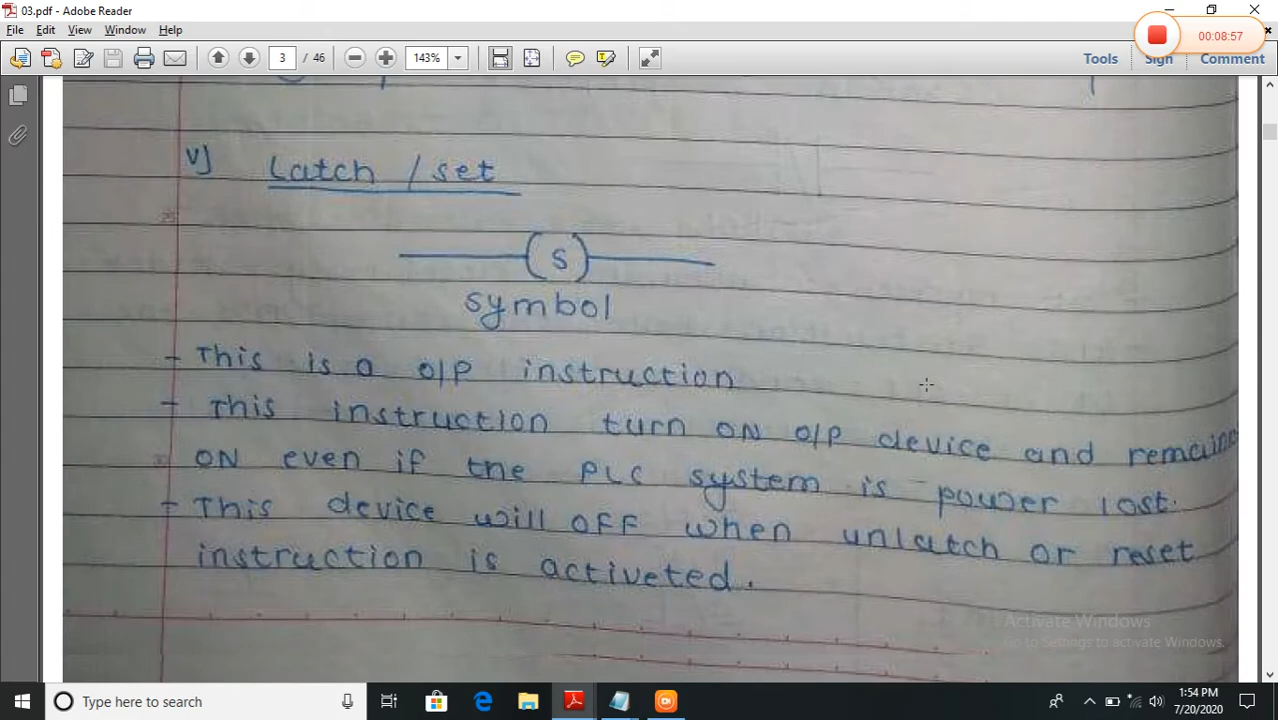 03.pdf - Adobe Reader
File Edit View Window Help
00:08:57
3 / 46 143% Tools Sign Comment
v) Latch / set
(S)
symbol
- This is a o/p instruction
- This instruction turn ON o/p device and remains
ON even if the PLC system is power lost.
- This device will OFF when unlatch or reset
instruction is activeted.
Activate Windows
Go to Settings to activate Windows.
Type here to search
1:54 PM
7/20/2020